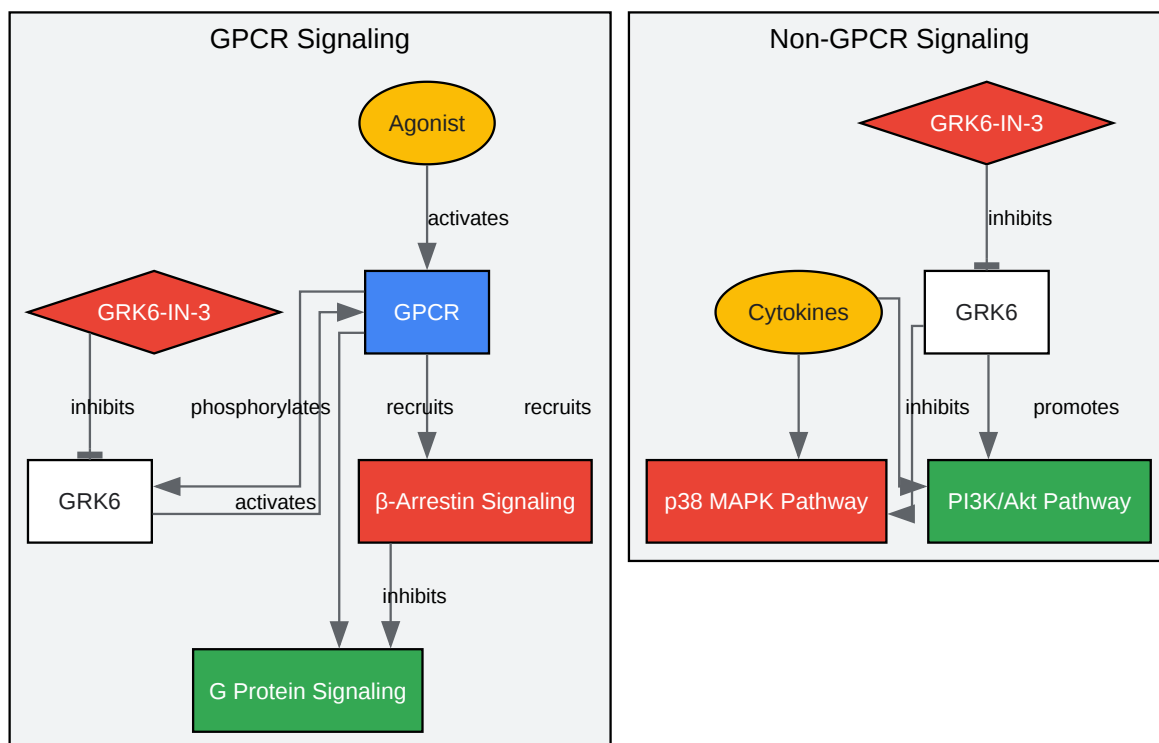 GPCR Signaling
Agonist
activates
GRK6-IN-3
GPCR
inhibits
phosphorylates
recruits
recruits
GRK6
activates
β-Arrestin Signaling
inhibits
G Protein Signaling
Non-GPCR Signaling
GRK6-IN-3
inhibits
Cytokines
GRK6
inhibits
promotes
p38 MAPK Pathway
PI3K/Akt Pathway